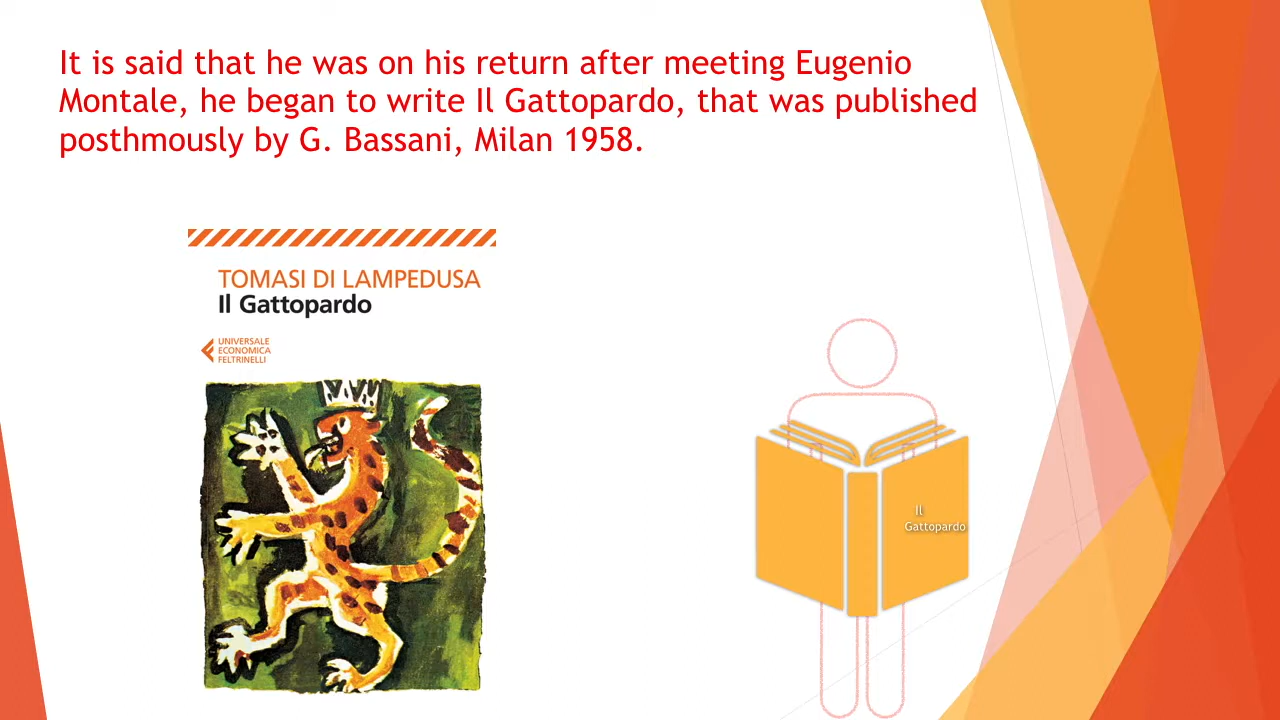 It is said that he was on his return after meeting Eugenio
Montale, he began to write Il Gattopardo, that was published
posthmously by G. Bassani, Milan 1958.
TOMASI DI LAMPEDUSA
Il Gattopardo
UNIVERSALE
ECONOMICA
FELTRINELLI
Il
Gattopardo